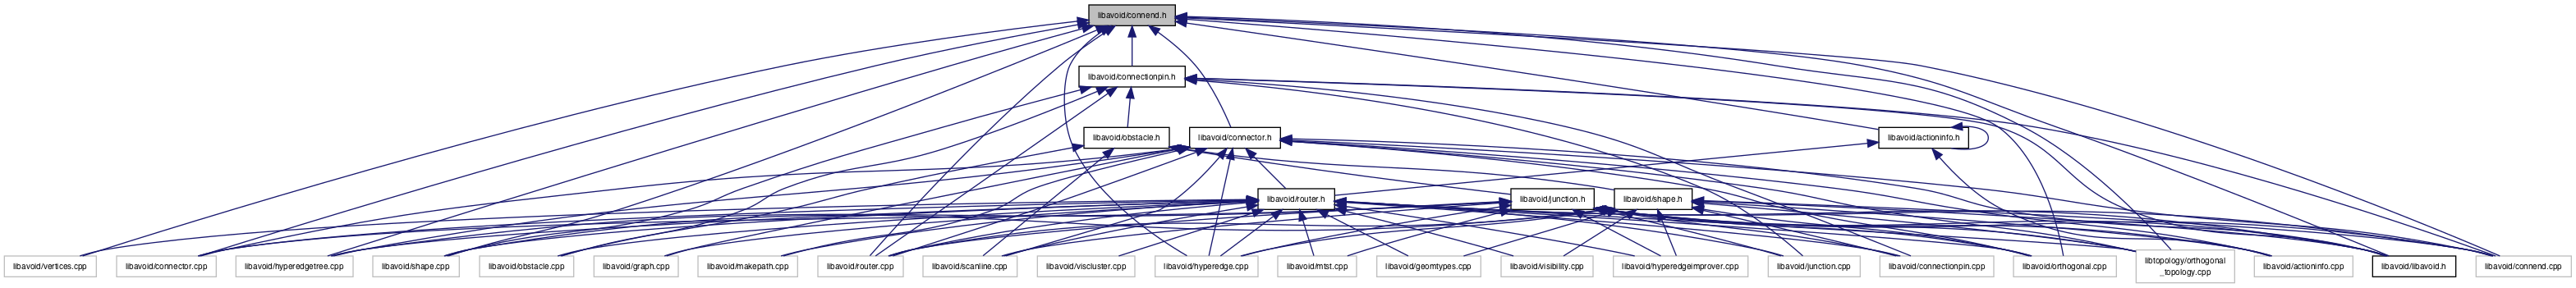 libavoid/connend.h
libavoid/connectionpin.h
libavoid/obstacle.h
libavoid/connector.h
libavoid/actioninfo.h
libavoid/router.h
libavoid/junction.h
libavoid/shape.h
libavoid/vertices.cpp
libavoid/connector.cpp
libavoid/hyperedgetree.cpp
libavoid/shape.cpp
libavoid/obstacle.cpp
libavoid/graph.cpp
libavoid/makepath.cpp
libavoid/router.cpp
libavoid/scanline.cpp
libavoid/viscluster.cpp
libavoid/hyperedge.cpp
libavoid/mtst.cpp
libavoid/geomtypes.cpp
libavoid/visibility.cpp
libavoid/hyperedgeimprover.cpp
libavoid/junction.cpp
libavoid/connectionpin.cpp
libavoid/orthogonal.cpp
libtopology/orthogonal
_topology.cpp
libavoid/actioninfo.cpp
libavoid/libavoid.h
libavoid/connend.cpp